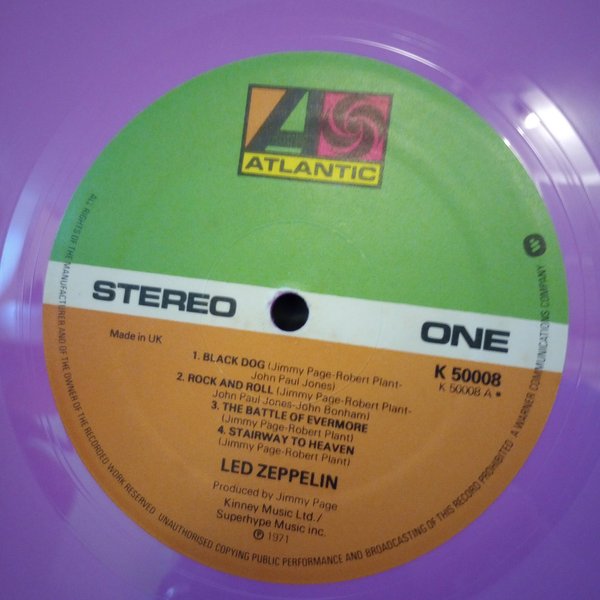 ATLANTIC
STEREO
ONE
Made in UK
K 50008
K 50008 A *
1. BLACK DOG (Jimmy Page-Robert Plant-
John Paul Jones)
2. ROCK AND ROLL (Jimmy Page-Robert Plant-
John Paul Jones-John Bonham)
3. THE BATTLE OF EVERMORE
(Jimmy Page-Robert Plant)
4. STAIRWAY TO HEAVEN
(Jimmy Page-Robert Plant)
LED ZEPPELIN
Produced by Jimmy Page
Kinney Music Ltd./
Superhype Music inc.
℗ 1971
ALL RIGHTS OF THE MANUFACTURER AND OF THE OWNER OF THE RECORDED WORK RESERVED. UNAUTHORISED COPYING PUBLIC PERFORMANCE AND BROADCASTING OF THIS RECORD PROHIBITED. A WARNER COMMUNICATIONS COMPANY